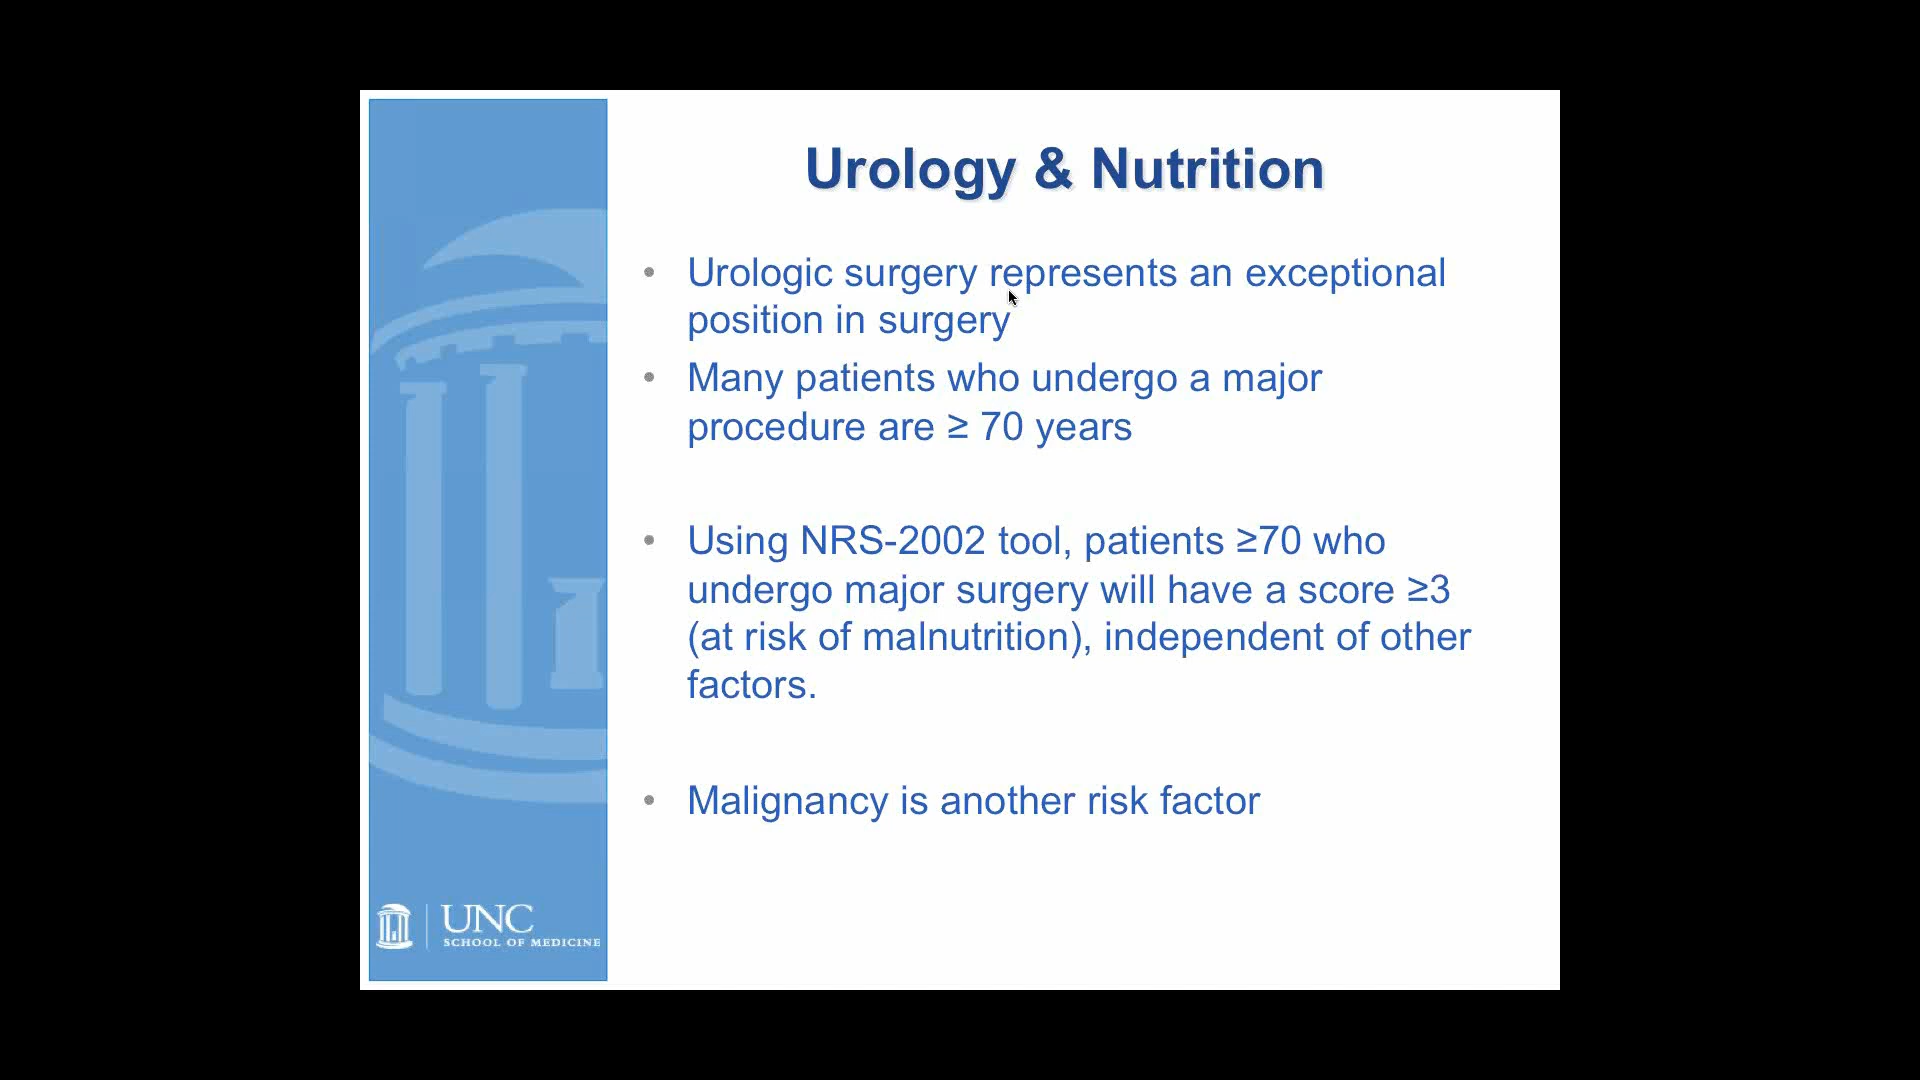 Urology & Nutrition
• Urologic surgery represents an exceptional
position in surgery
• Many patients who undergo a major
procedure are ≥ 70 years
• Using NRS-2002 tool, patients ≥70 who
undergo major surgery will have a score ≥3
(at risk of malnutrition), independent of other
factors.
• Malignancy is another risk factor
UNC
SCHOOL OF MEDICINE